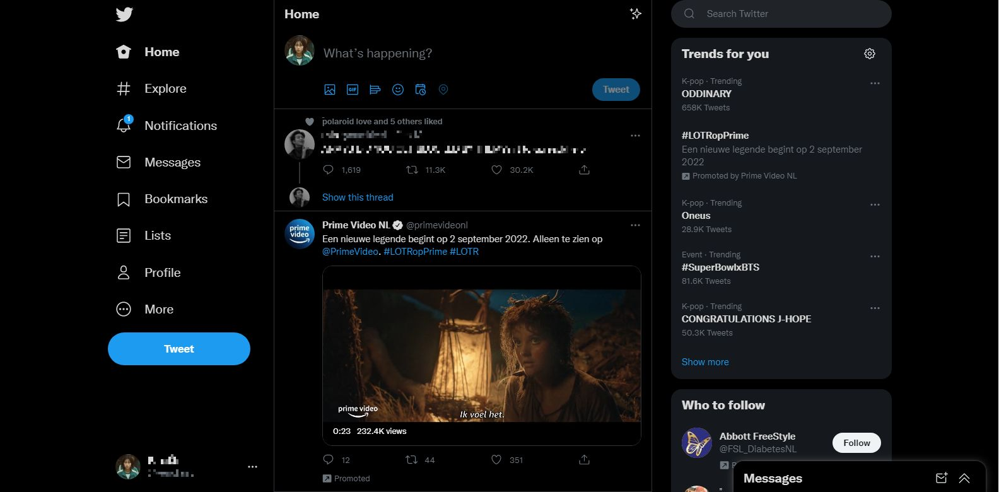 Home
Explore
1
Notifications
Messages
Bookmarks
Lists
Profile
More
Tweet
Home
What's happening?
GIF
Tweet
polaroid love and 5 others liked
1,619 11.3K 30.2K
Show this thread
prime video
Prime Video NL @primevideonl
Een nieuwe legende begint op 2 september 2022. Alleen te zien op
@PrimeVideo. #LOTRopPrime #LOTR
prime video
Ik voel het.
0:23 232.4K views
12 44 351
Promoted
Search Twitter
Trends for you
K-pop · Trending
ODDINARY
658K Tweets
#LOTRopPrime
Een nieuwe legende begint op 2 september
2022
Promoted by Prime Video NL
K-pop · Trending
Oneus
28.9K Tweets
Event · Trending
#SuperBowlxBTS
81.6K Tweets
K-pop · Trending
CONGRATULATIONS J-HOPE
50.3K Tweets
Show more
Who to follow
Abbott FreeStyle
@FSL_DiabetesNL
Follow
Messages